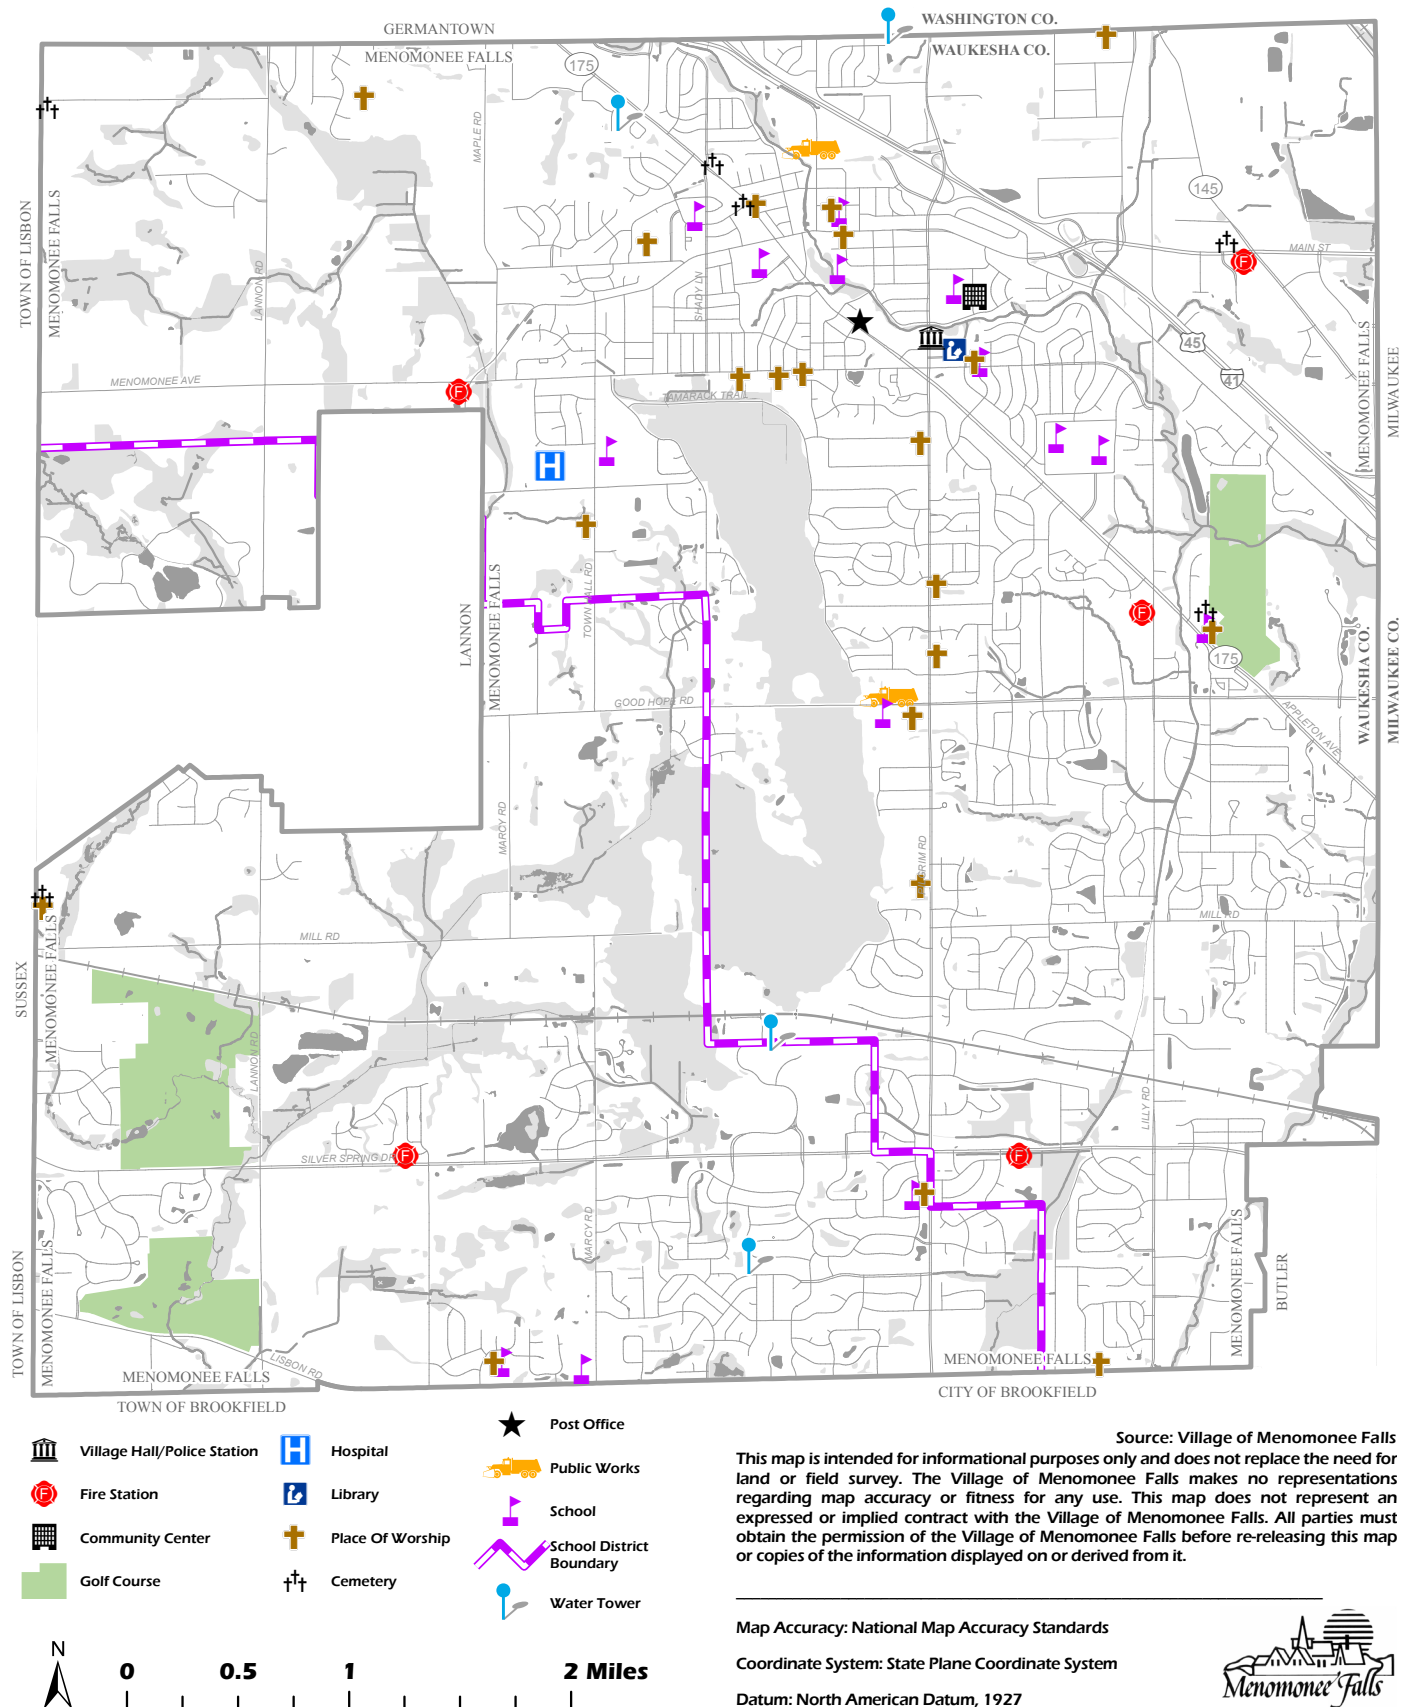 GERMANTOWN
MENOMONEE FALLS
WASHINGTON CO.
WAUKESHA CO.
175
MAPLE RD
145
MAIN ST
TOWN OF LISBON
MENOMONEE FALLS
LANNON RD
SHADY LN
45
41
MENOMONEE FALLS
MILWAUKEE
MENOMONEE AVE
TAMARACK TRAIL
F
F
H
LANNON
MENOMONEE FALLS
TOWN HALL RD
F
175
WAUKESHA CO.
MILWAUKEE CO.
GOOD HOPE RD
APPLETON AVE
MARCY RD
PILGRIM RD
MILL RD
MILL RD
SUSSEX
MENOMONEE FALLS
LANNON RD
LILLY RD
SILVER SPRING DR
F
F
MARCY RD
TOWN OF LISBON
MENOMONEE FALLS
MENOMONEE FALLS
BUTLER
LISBON RD
MENOMONEE FALLS
MENOMONEE FALLS
TOWN OF BROOKFIELD
CITY OF BROOKFIELD
Village Hall/Police Station
F Fire Station
Community Center
Golf Course
H Hospital
Library
Place Of Worship
Cemetery
Post Office
Public Works
School
School District
Boundary
Water Tower
Source: Village of Menomonee Falls
This map is intended for informational purposes only and does not replace the need for
land or field survey. The Village of Menomonee Falls makes no representations
regarding map accuracy or fitness for any use. This map does not represent an
expressed or implied contract with the Village of Menomonee Falls. All parties must
obtain the permission of the Village of Menomonee Falls before re-releasing this map
or copies of the information displayed on or derived from it.
Map Accuracy: National Map Accuracy Standards
Coordinate System: State Plane Coordinate System
Datum: North American Datum, 1927
Menomonee Falls
N
0 0.5 1 2 Miles